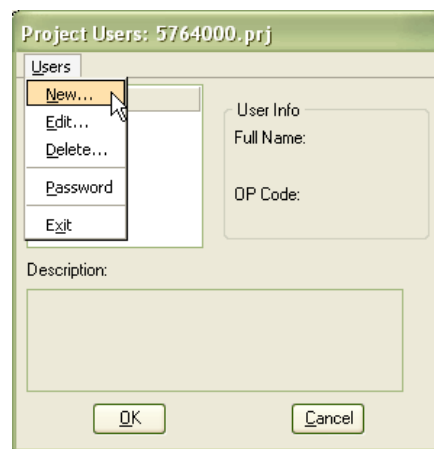 Project Users: 5764000.prj
Users
New...
Edit...
Delete...
Password
Exit
User Info
Full Name:
OP Code:
Description:
OK
Cancel